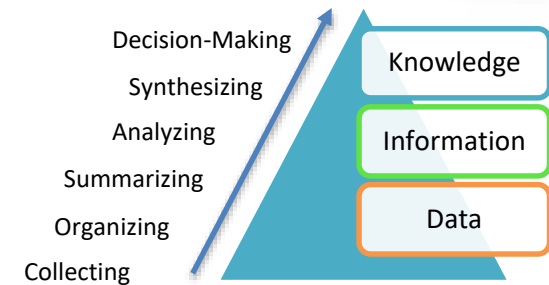 Decision-Making
Synthesizing
Analyzing
Summarizing
Organizing
Collecting
Knowledge
Information
Data